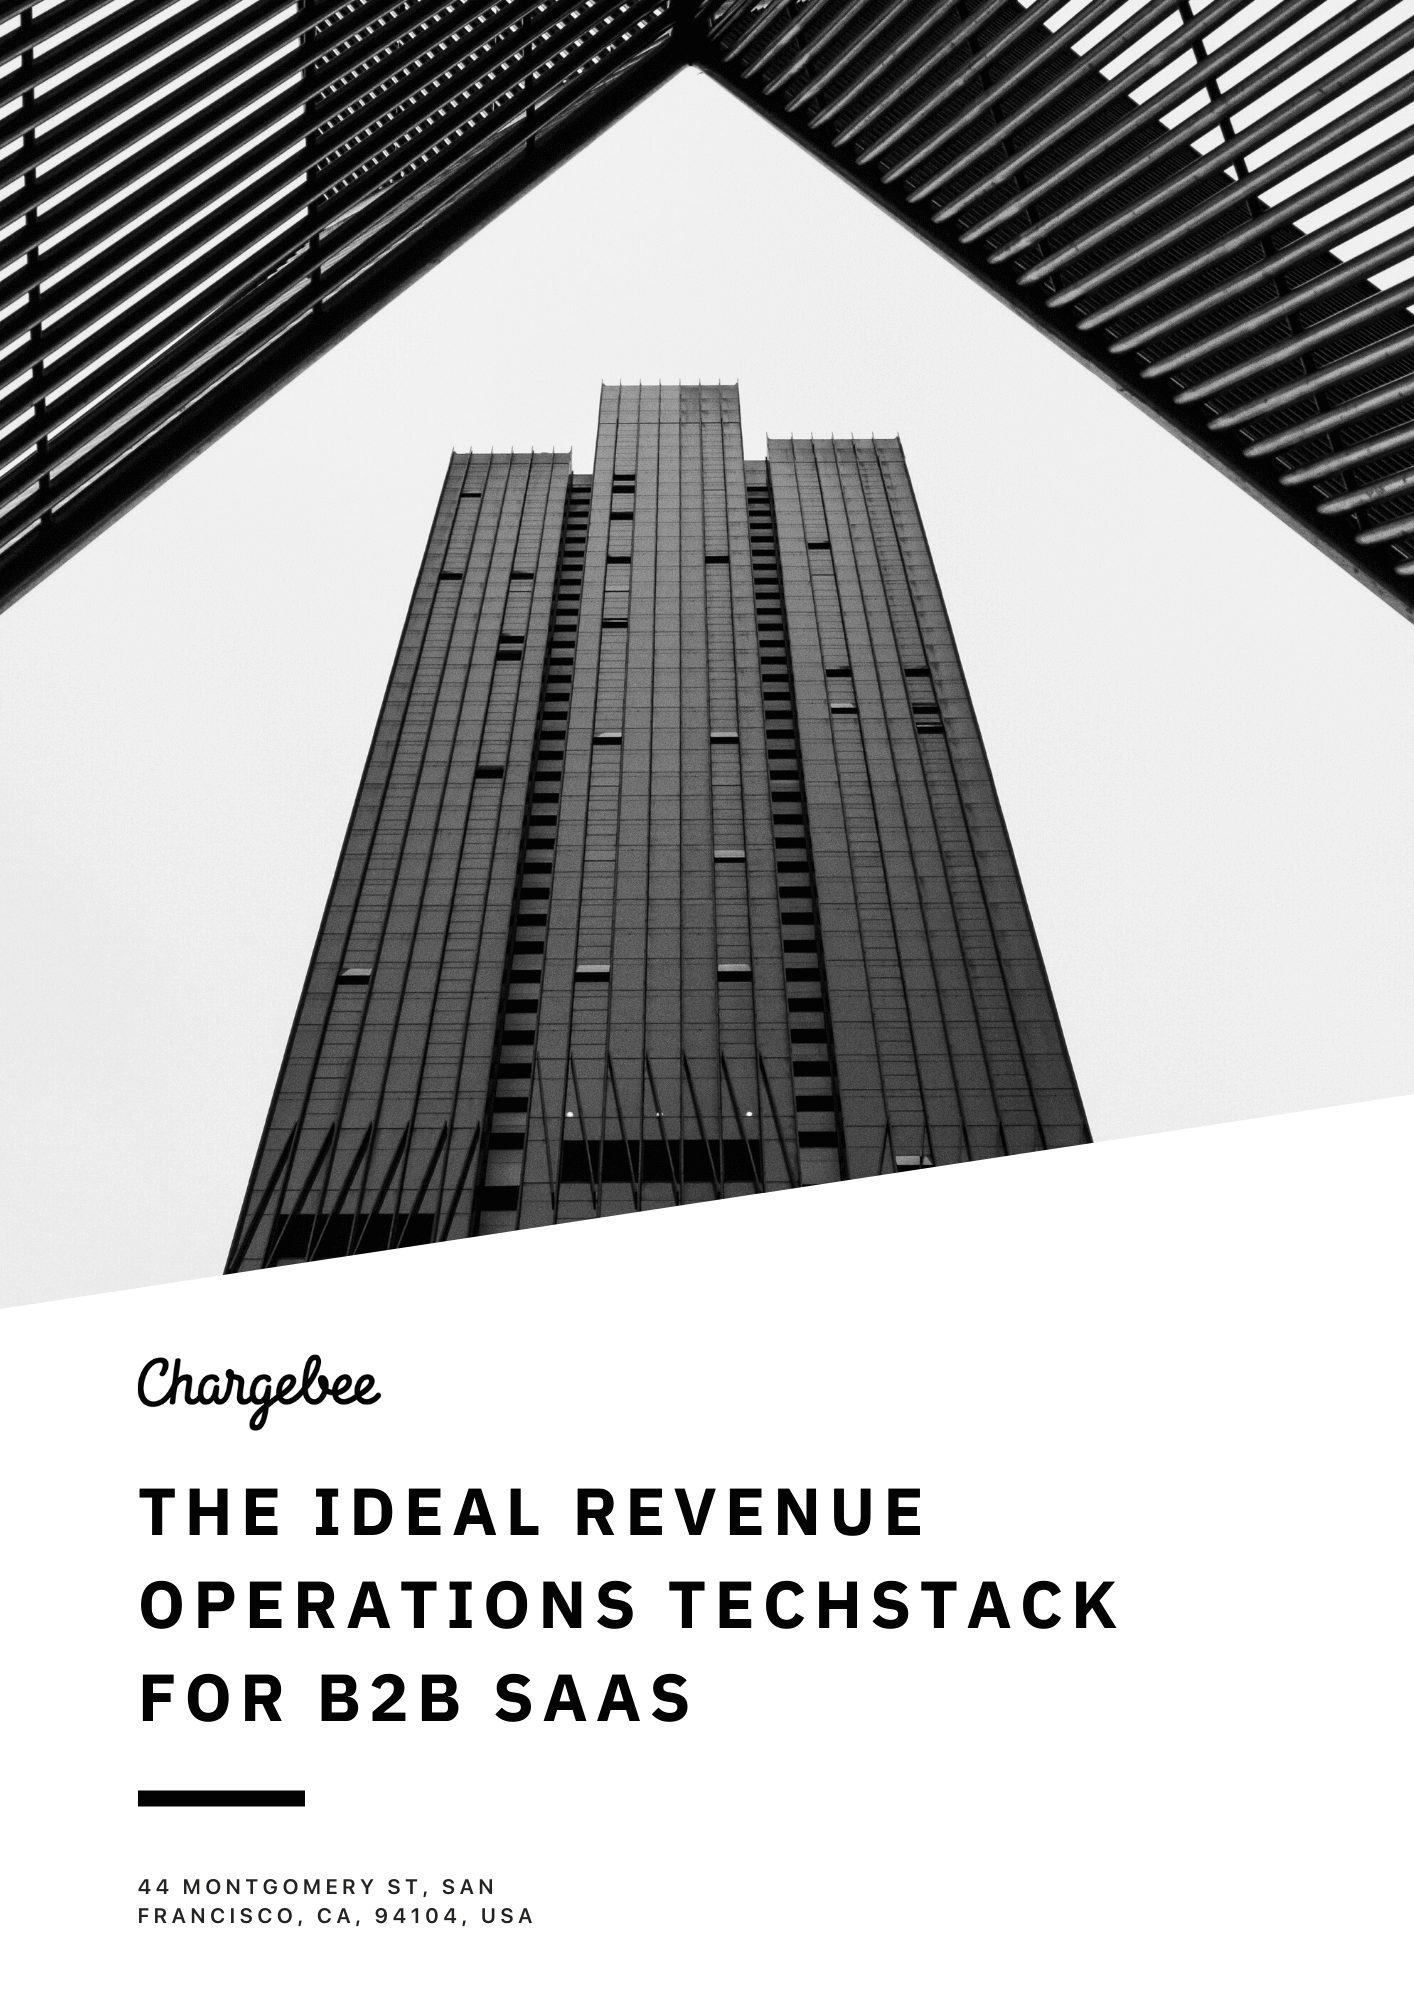 Chargebee
THE IDEAL REVENUE
OPERATIONS TECHSTACK
FOR B2B SAAS
44 MONTGOMERY ST, SAN
FRANCISCO, CA, 94104, USA